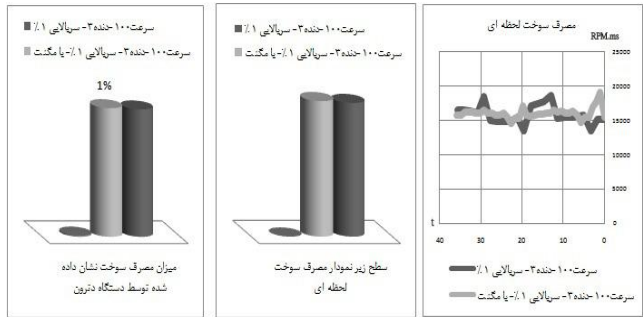 مصرف سوخت لحظه ای
RPM.ms
25000
20000
15000
10000
5000
0
t
40 30 20 10 0
سرعت۱۰۰-دنده۳- سربالایی ۱٪
سرعت۱۰۰-دنده۳- سربالایی ۱٪- با مگنت
سرعت۱۰۰-دنده۳- سربالایی ۱٪
سرعت۱۰۰-دنده۳- سربالایی ۱٪- با مگنت
سطح زیر نمودار مصرف سوخت
لحظه ای
سرعت۱۰۰-دنده۳- سربالایی ۱٪
سرعت۱۰۰-دنده۳- سربالایی ۱٪- با مگنت
1%
میزان مصرف سوخت نشان داده
شده توسط دستگاه دترون